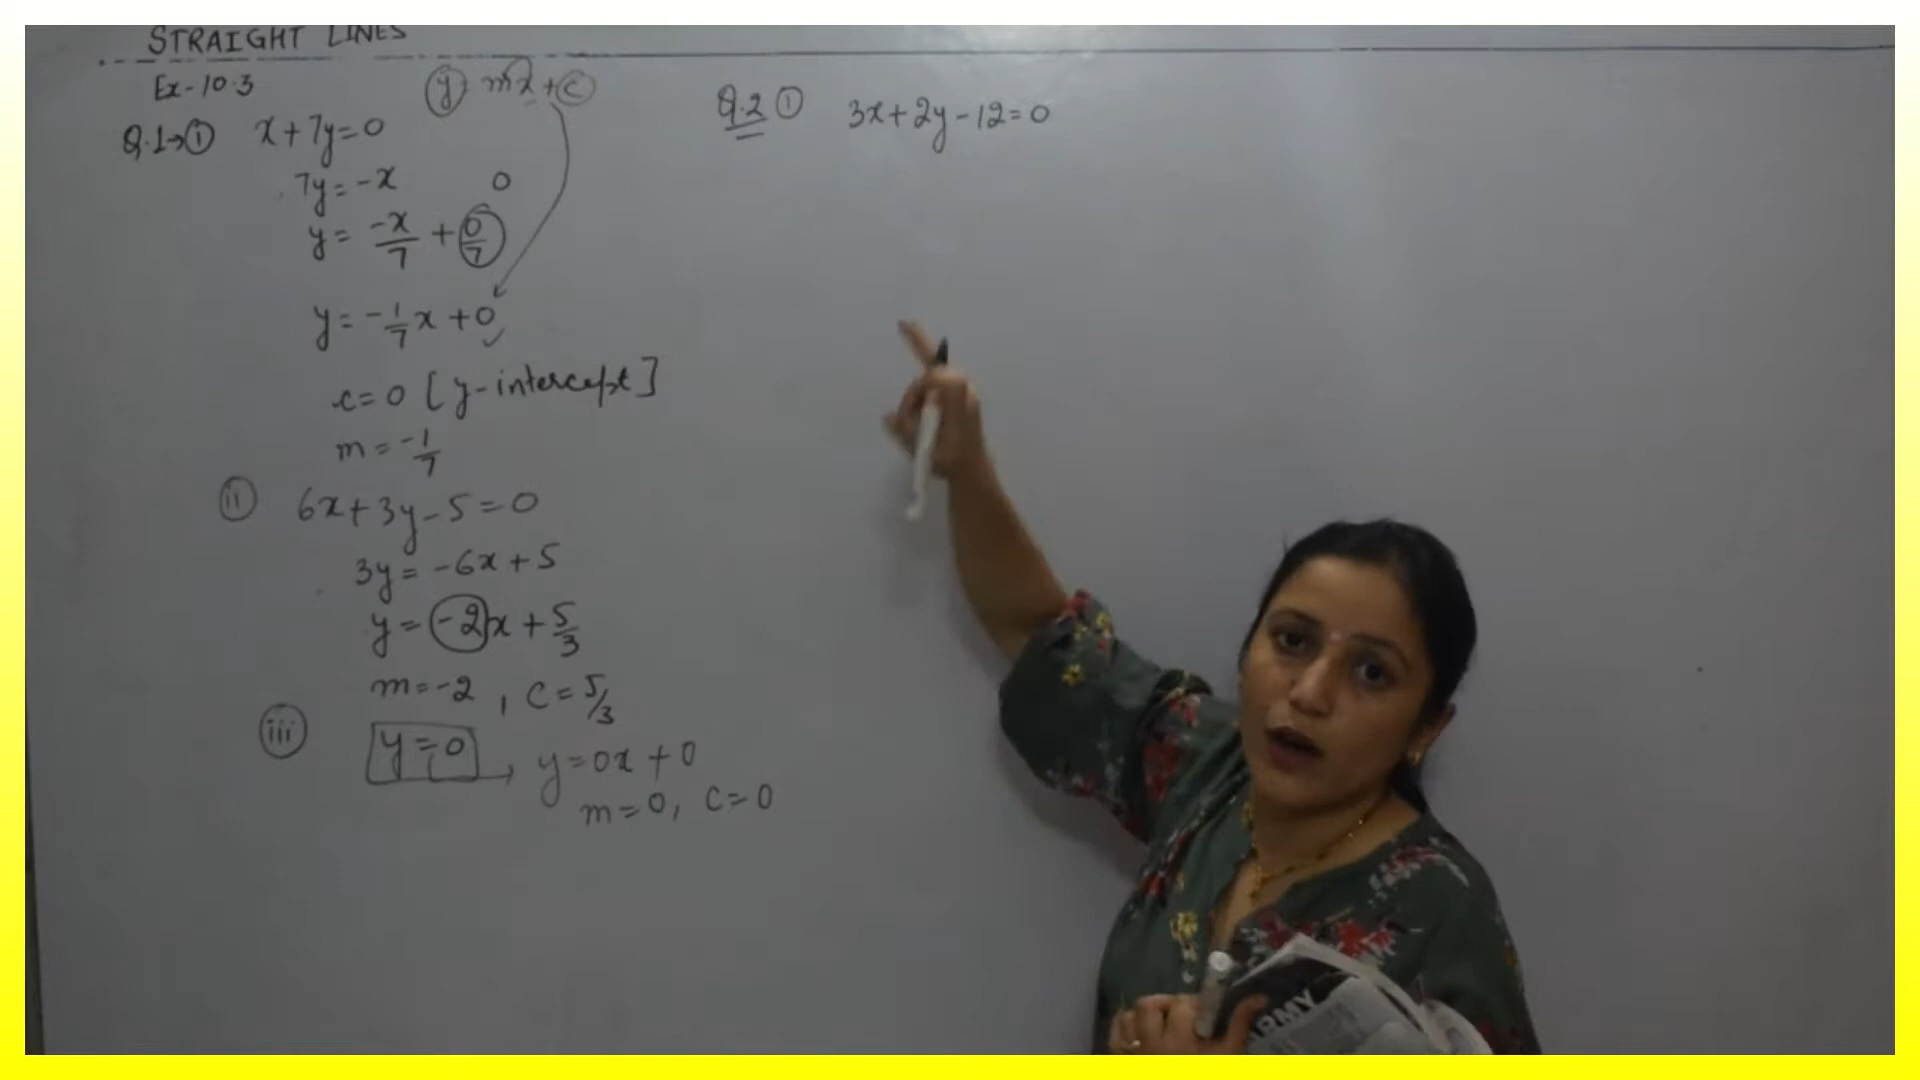 STRAIGHT LINES
Ex-10.3
y = mx + c
Q.1→① x+7y=0
7y=-x 0
y= -x/7 + 0/7
y=-1/7x+0
c=0 [y-intercept]
m=-1/7
ii 6x+3y-5=0
3y=-6x+5
y=-2x+5/3
m=-2, c=5/3
iii y=0 → y=0x+0
m=0, c=0
Q.2 ① 3x+2y-12=0